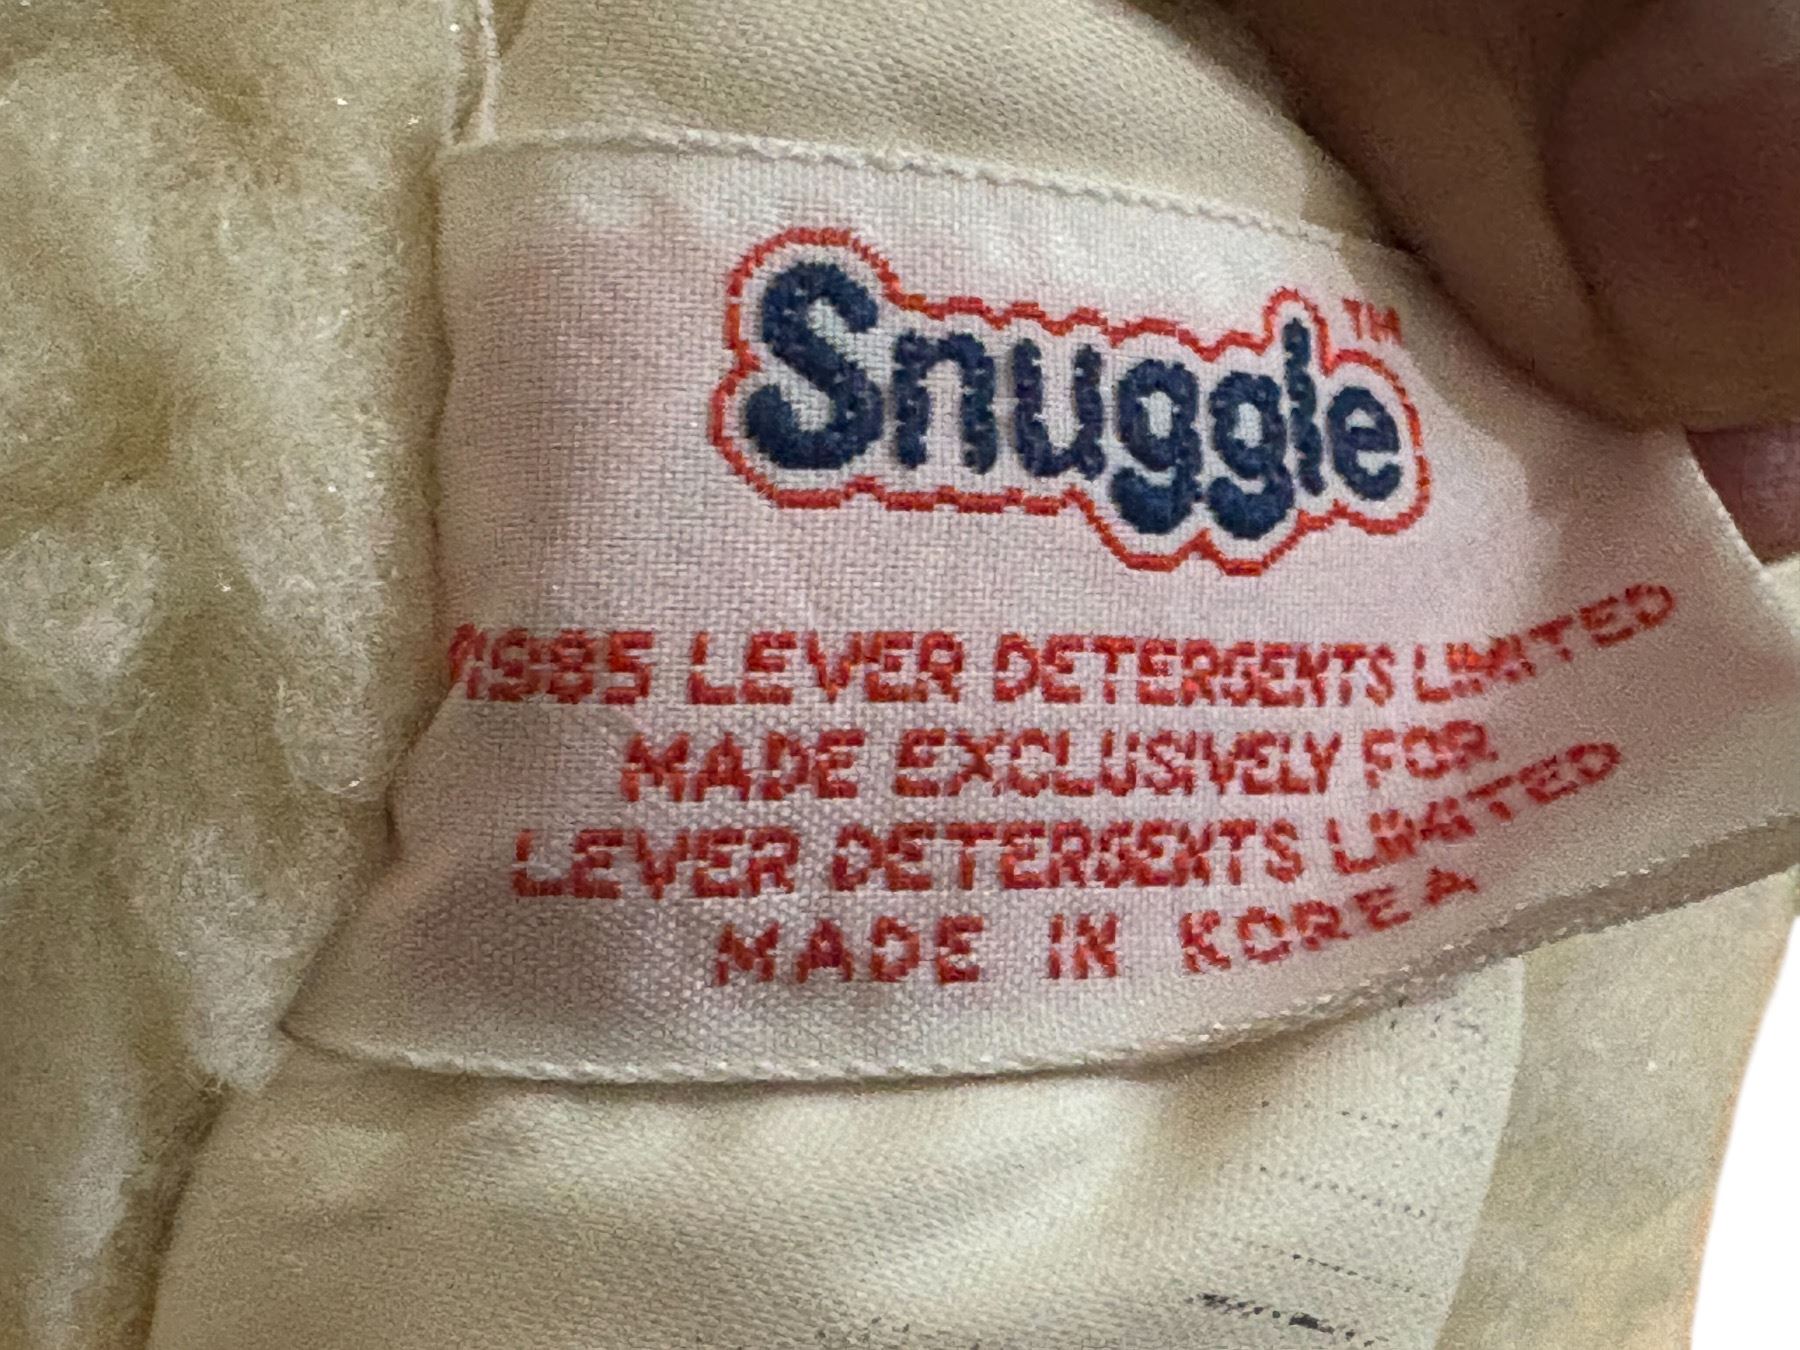 Snuggle™
©1985 LEVER DETERGENTS LIMITED
MADE EXCLUSIVELY FOR
LEVER DETERGENTS LIMITED
MADE IN KOREA